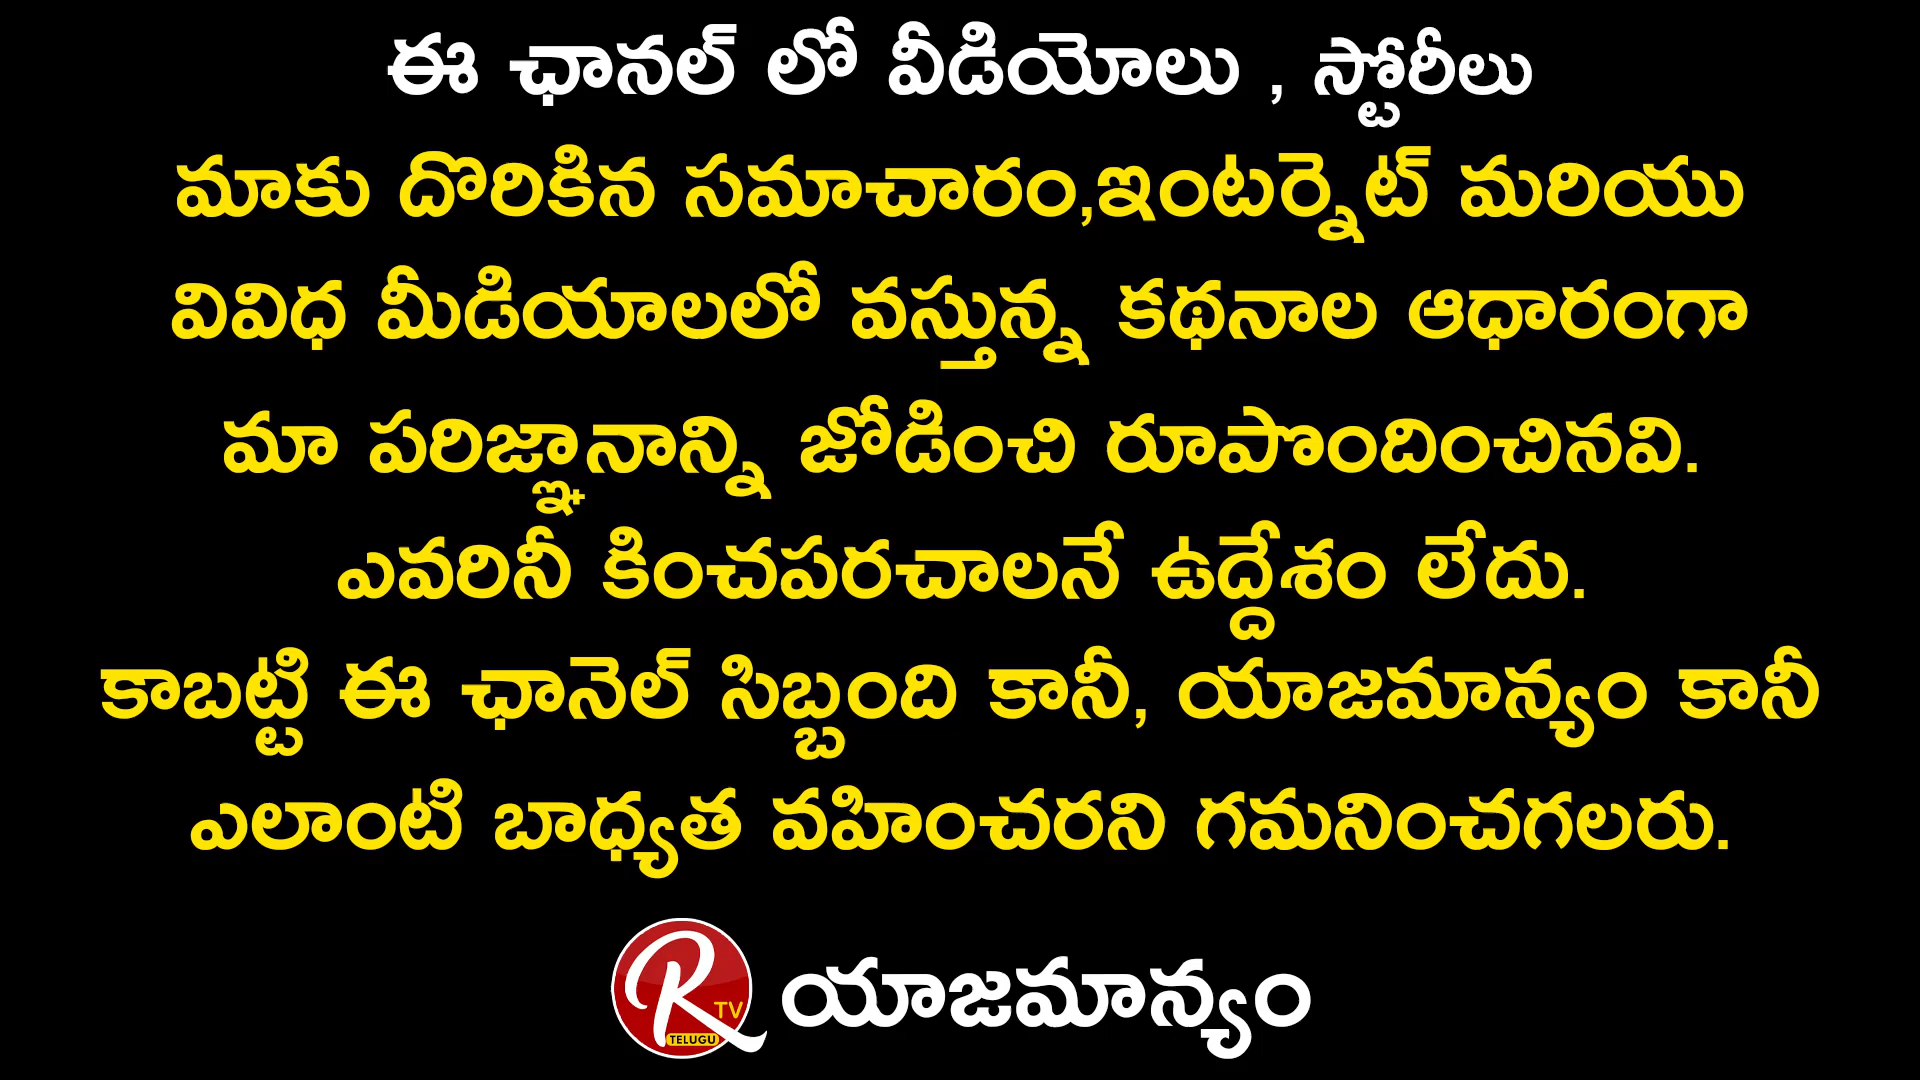 ఈ ఛానల్ లో వీడియోలు , స్టోరీలు
మాకు దొరికిన సమాచారం,ఇంటర్నెట్ మరియు
వివిధ మీడియాలలో వస్తున్న కథనాల ఆధారంగా
మా పరిజ్ఞానాన్ని జోడించి రూపొందించినవి.
ఎవరినీ కించపరచాలనే ఉద్దేశం లేదు.
కాబట్టి ఈ ఛానెల్ సిబ్బంది కానీ, యాజమాన్యం కానీ
ఎలాంటి బాధ్యత వహించరని గమనించగలరు.
R TV TELUGU యాజమాన్యం